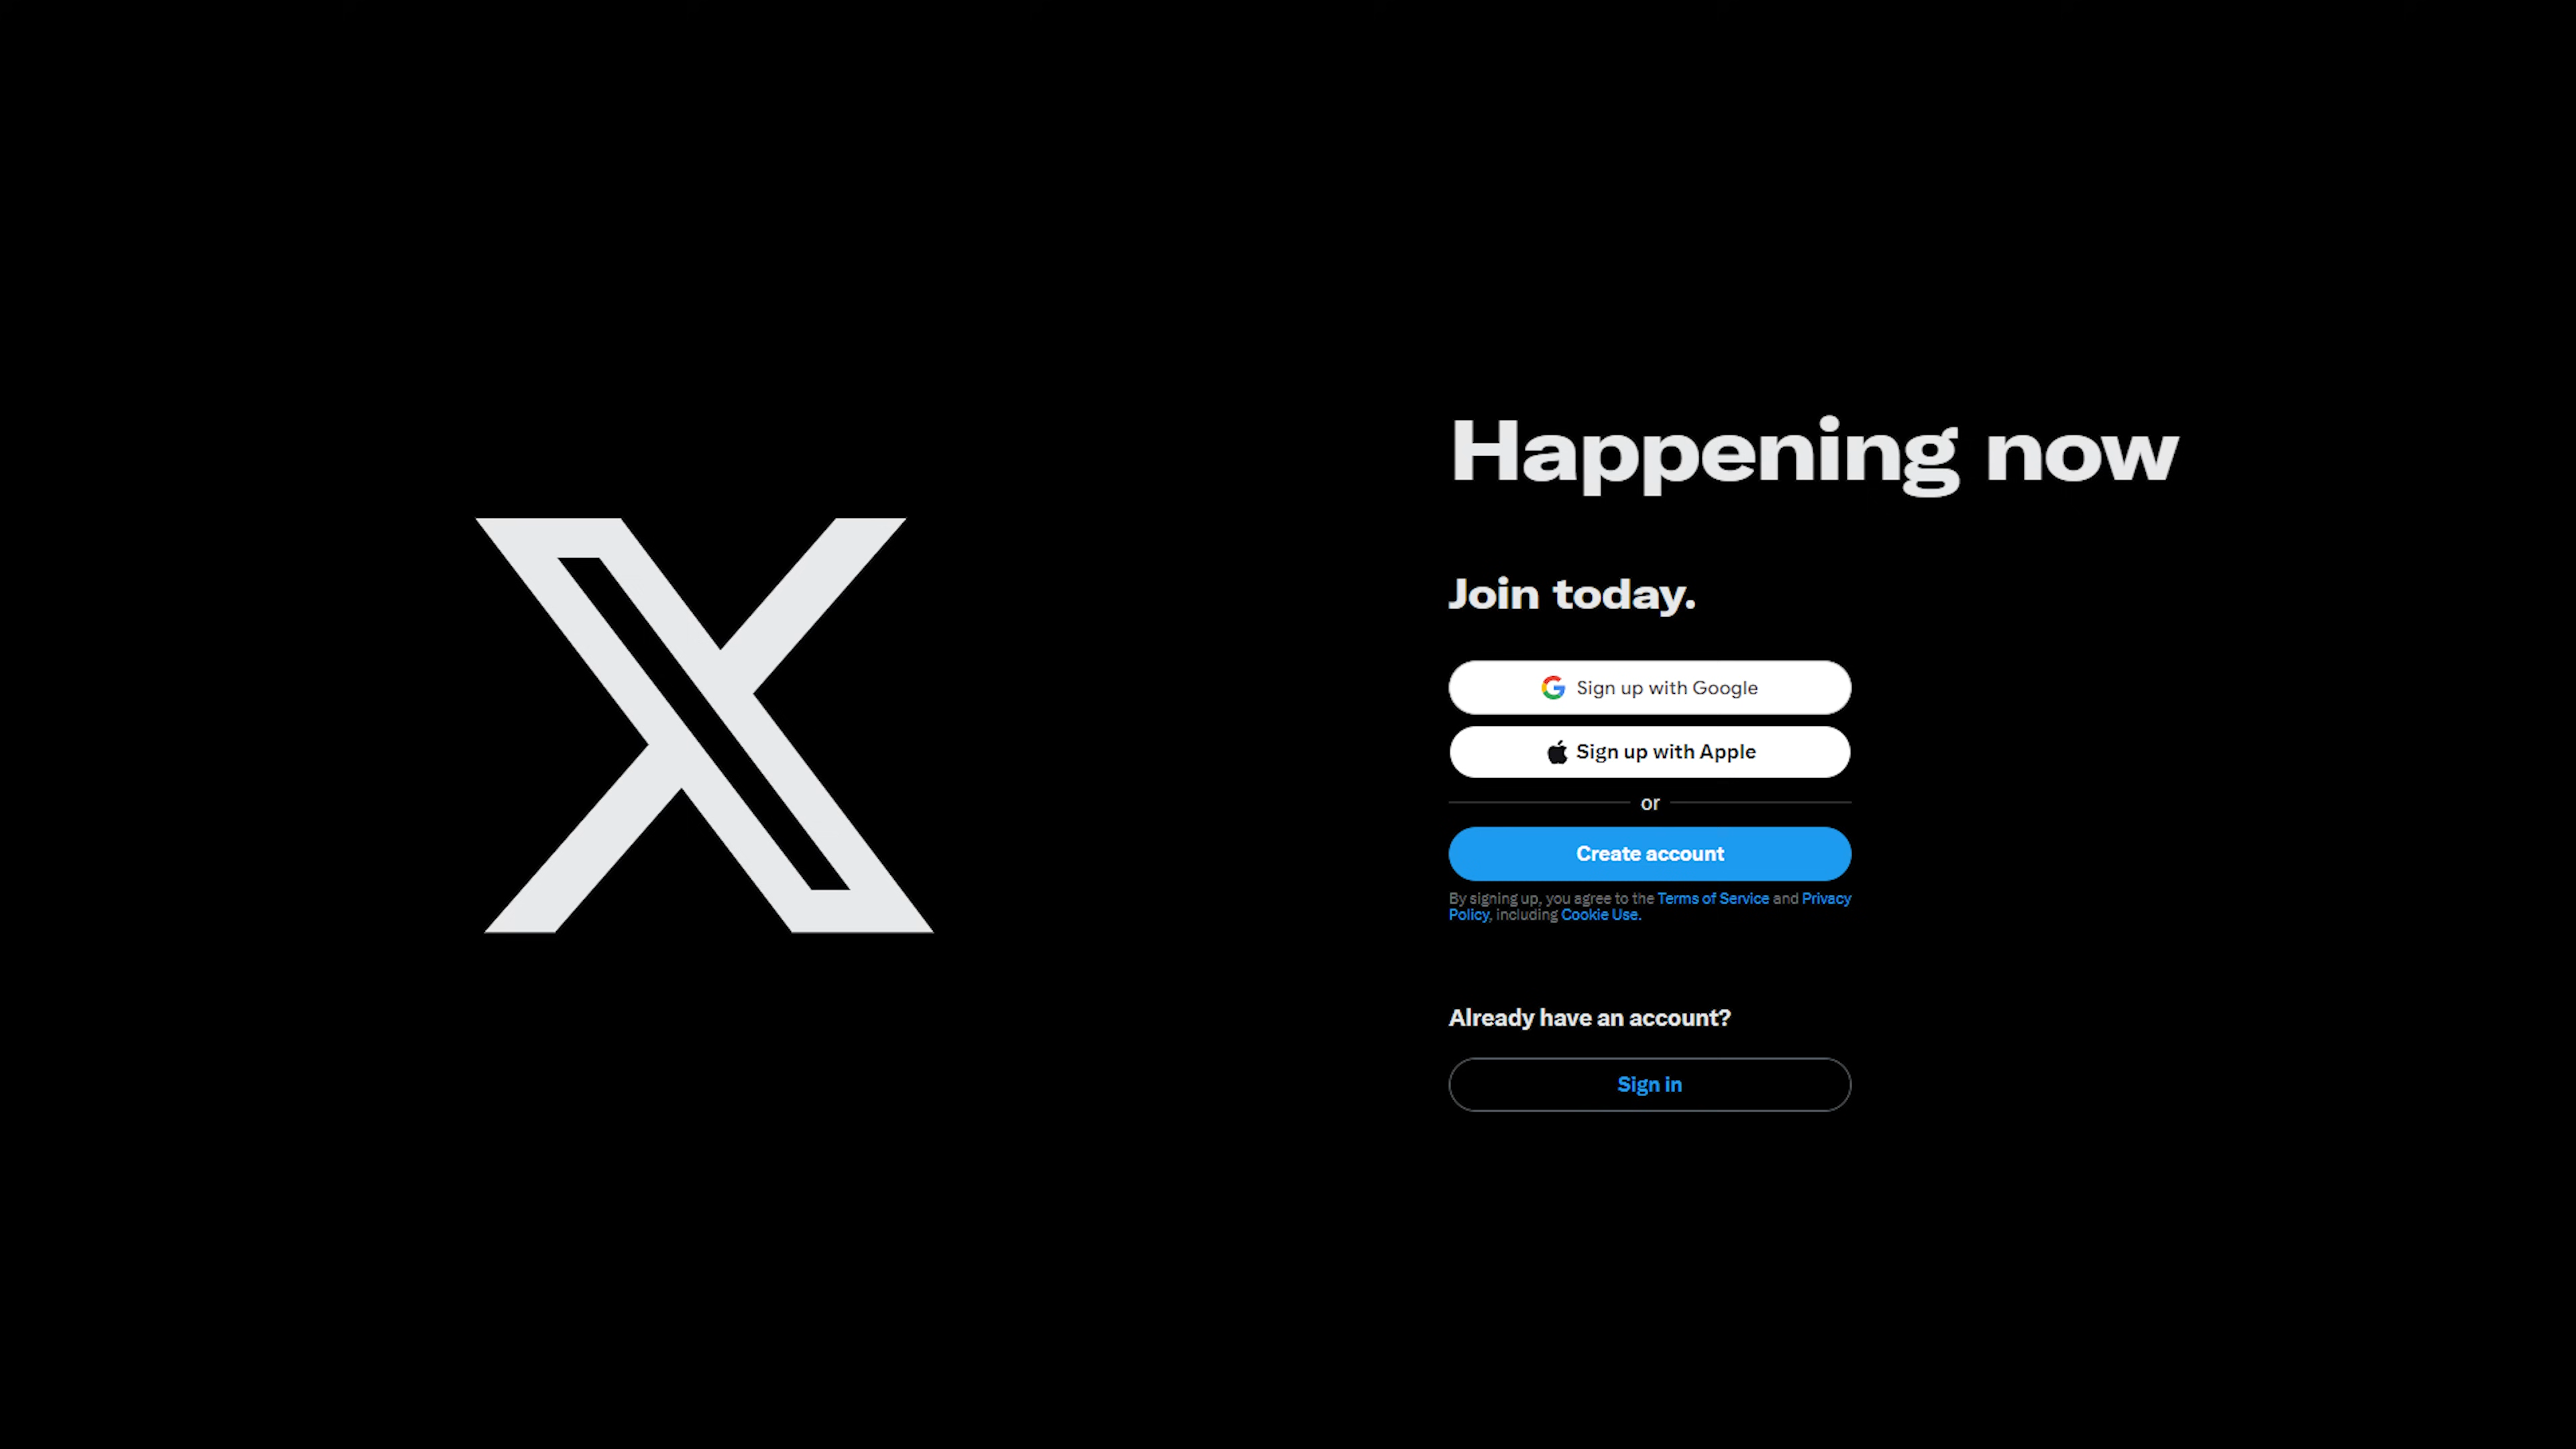 X
Happening now
Join today.
Sign up with Google
Sign up with Apple
or
Create account
By signing up, you agree to the Terms of Service and Privacy
Policy, including Cookie Use.
Already have an account?
Sign in